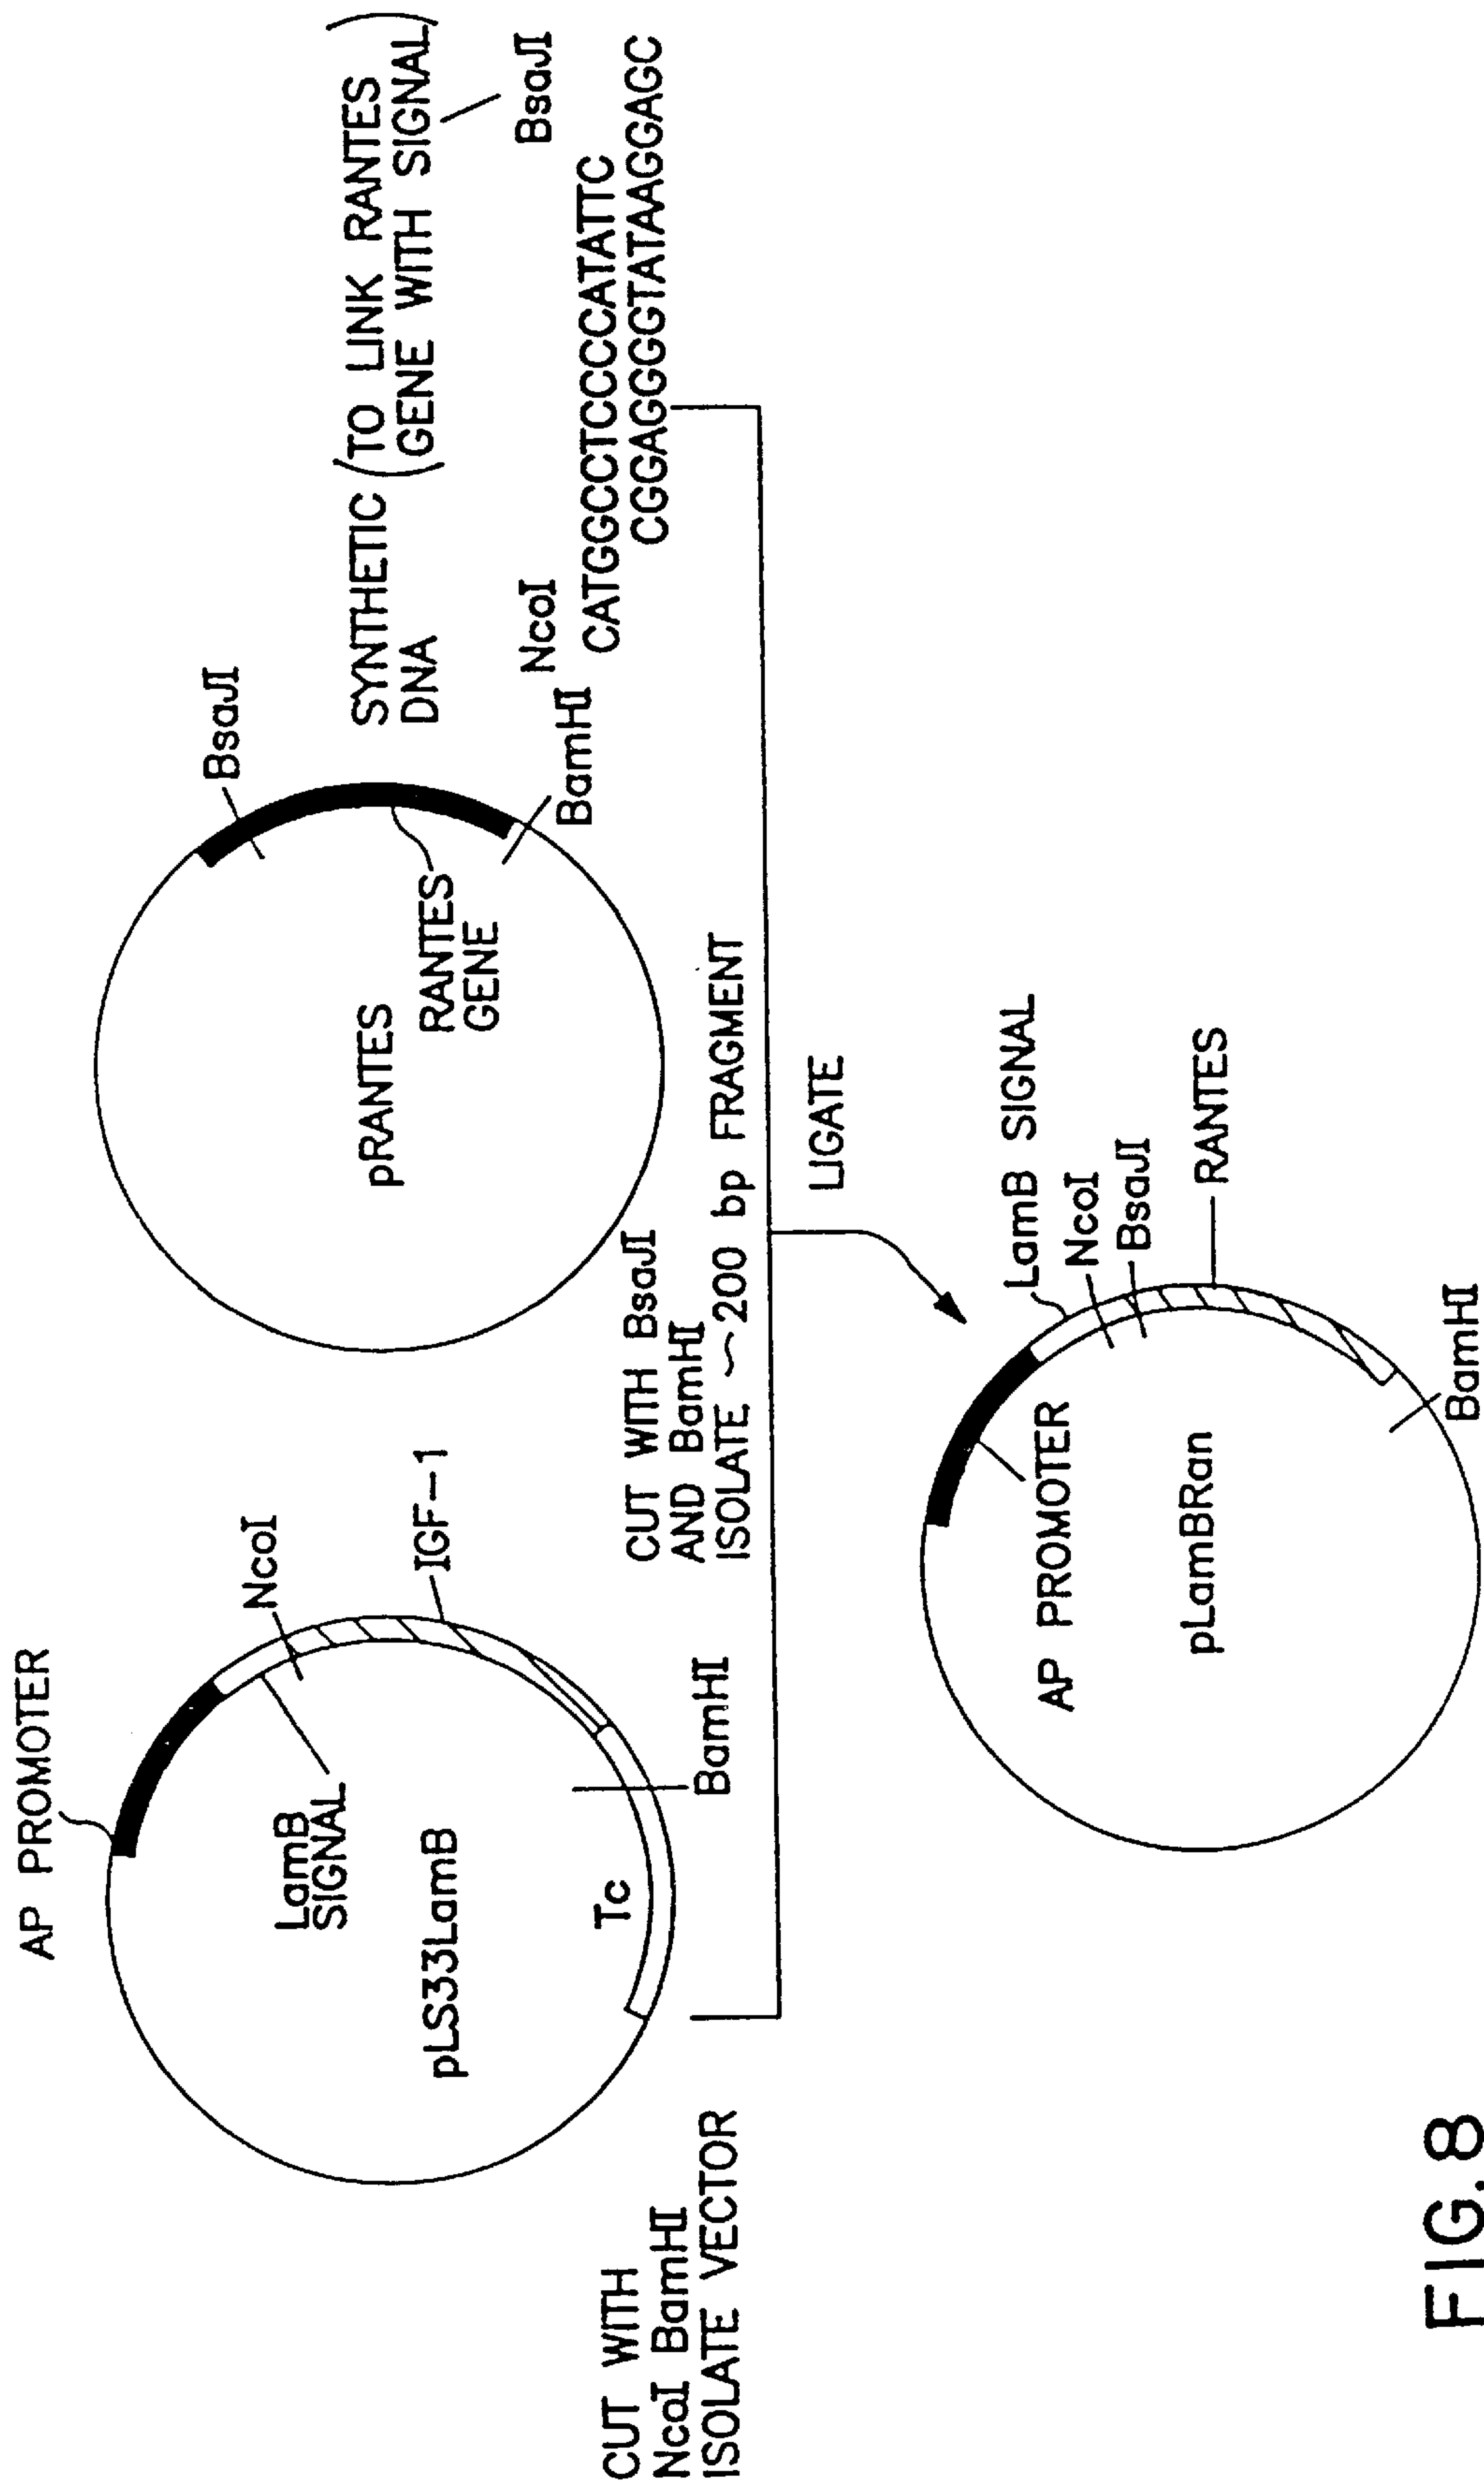 AP PROMOTER
NcoI
LamB
SIGNAL
IGF-1
pLS33LamB
Tc
BamHI
CUT WITH
NcoI BamHI
ISOLATE VECTOR
BsaJI
pRANTES
RANTES
GENE
BamHI
CUT WITH BsaJI
AND BamHI
ISOLATE ~200 bp FRAGMENT
SYNTHETIC (TO LINK RANTES
DNA GENE WITH SIGNAL)
NcoI BsaJI
CATGGCCTCCCCATATTC
CGGAGGGGTATAAGGAGC
LIGATE
LamB SIGNAL
NcoI
BsaJI
AP PROMOTER
RANTES
pLamBRan
BamHI
FIG. 8